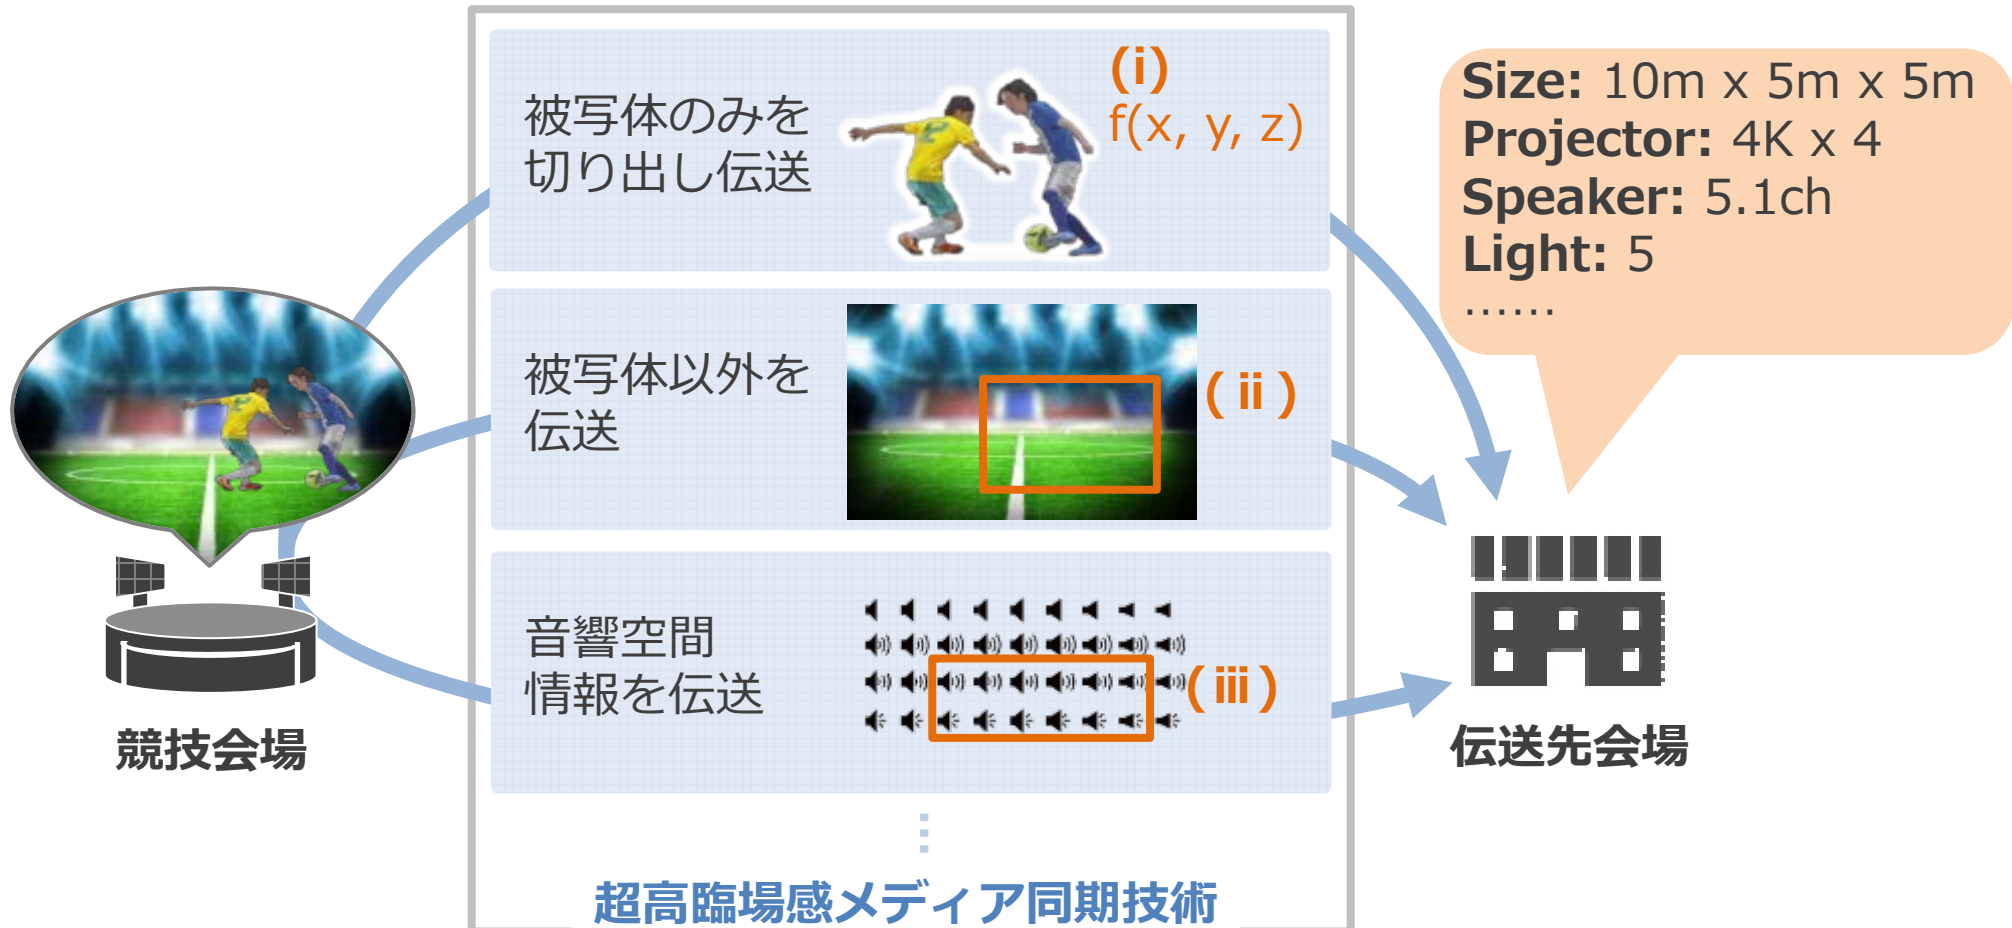 被写体のみを
切り出し伝送
(i)
f(x, y, z)
被写体以外を
伝送
( ii )
音響空間
情報を伝送
( iii )
超高臨場感メディア同期技術
競技会場
Size: 10m x 5m x 5m
Projector: 4K x 4
Speaker: 5.1ch
Light: 5
……
伝送先会場